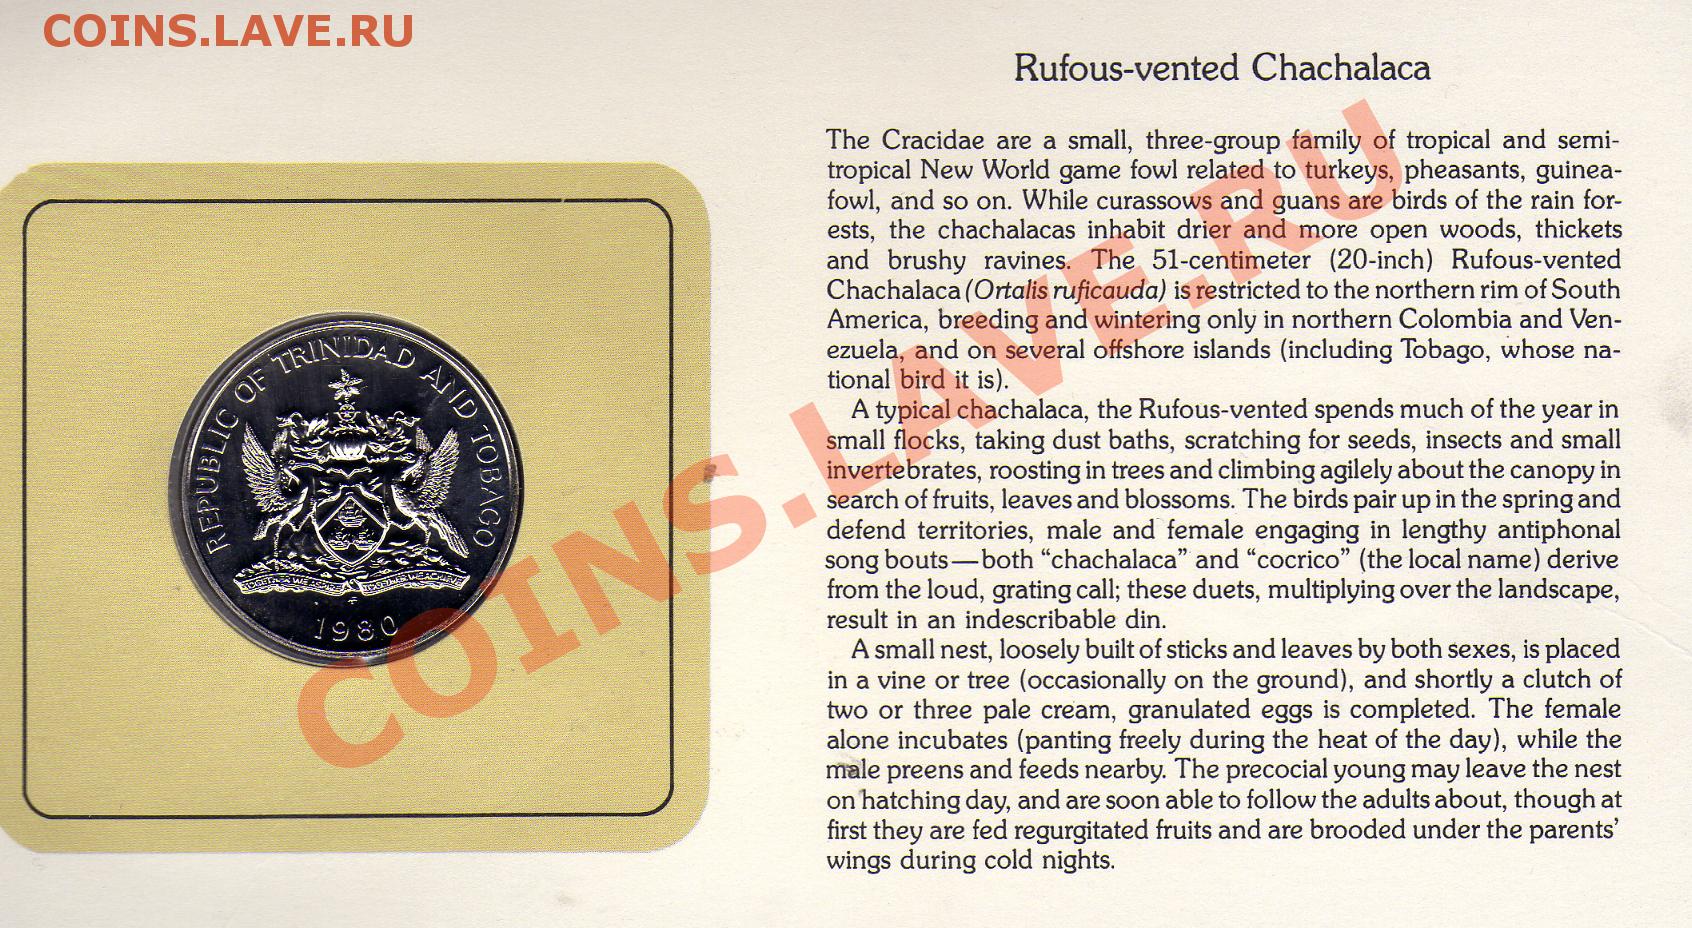 COINS.LAVE.RU
Rufous-vented Chachalaca
The Cracidae are a small, three-group family of tropical and semi-
tropical New World game fowl related to turkeys, pheasants, guinea-
fowl, and so on. While curassows and guans are birds of the rain for-
ests, the chachalacas inhabit drier and more open woods, thickets
and brushy ravines. The 51-centimeter (20-inch) Rufous-vented
Chachalaca (Ortalis ruficauda) is restricted to the northern rim of South
America, breeding and wintering only in northern Colombia and Ven-
ezuela, and on several offshore islands (including Tobago, whose na-
tional bird it is).
A typical chachalaca, the Rufous-vented spends much of the year in
small flocks, taking dust baths, scratching for seeds, insects and small
invertebrates, roosting in trees and climbing agilely about the canopy in
search of fruits, leaves and blossoms. The birds pair up in the spring and
defend territories, male and female engaging in lengthy antiphonal
song bouts—both “chachalaca” and “cocrico” (the local name) derive
from the loud, grating call; these duets, multiplying over the landscape,
result in an indescribable din.
A small nest, loosely built of sticks and leaves by both sexes, is placed
in a vine or tree (occasionally on the ground), and shortly a clutch of
two or three pale cream, granulated eggs is completed. The female
alone incubates (panting freely during the heat of the day), while the
male preens and feeds nearby. The precocial young may leave the nest
on hatching day, and are soon able to follow the adults about, though at
first they are fed regurgitated fruits and are brooded under the parents’
wings during cold nights.
REPUBLIC OF TRINIDAD AND TOBAGO
TOGETHER WE ASPIRE TOGETHER WE ACHIEVE
1980
COINS.LAVE.RU